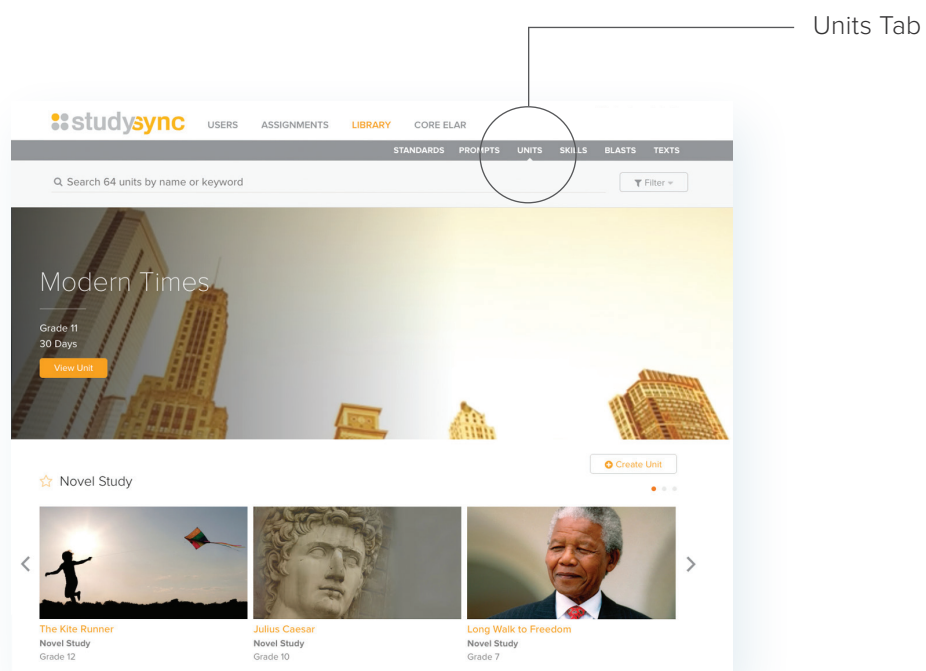 Units Tab
studysync USERS ASSIGNMENTS LIBRARY CORE ELAR
STANDARDS PROMPTS UNITS SKILLS BLASTS TEXTS
Search 64 units by name or keyword Filter
Modern Times
Grade 11
30 Days
View Unit
Create Unit
Novel Study
The Kite Runner Julius Caesar Long Walk to Freedom
Novel Study Novel Study Novel Study
Grade 12 Grade 10 Grade 7